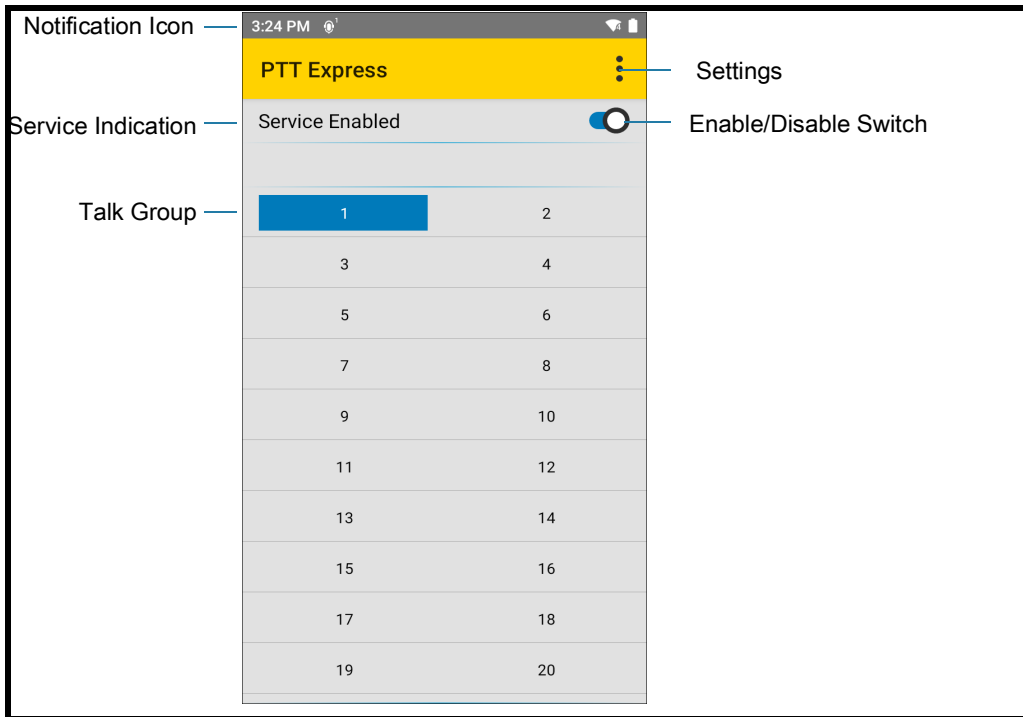 Notification Icon
3:24 PM 1
PTT Express
Settings
Service Indication
Service Enabled
Enable/Disable Switch
Talk Group
1 2
3 4
5 6
7 8
9 10
11 12
13 14
15 16
17 18
19 20